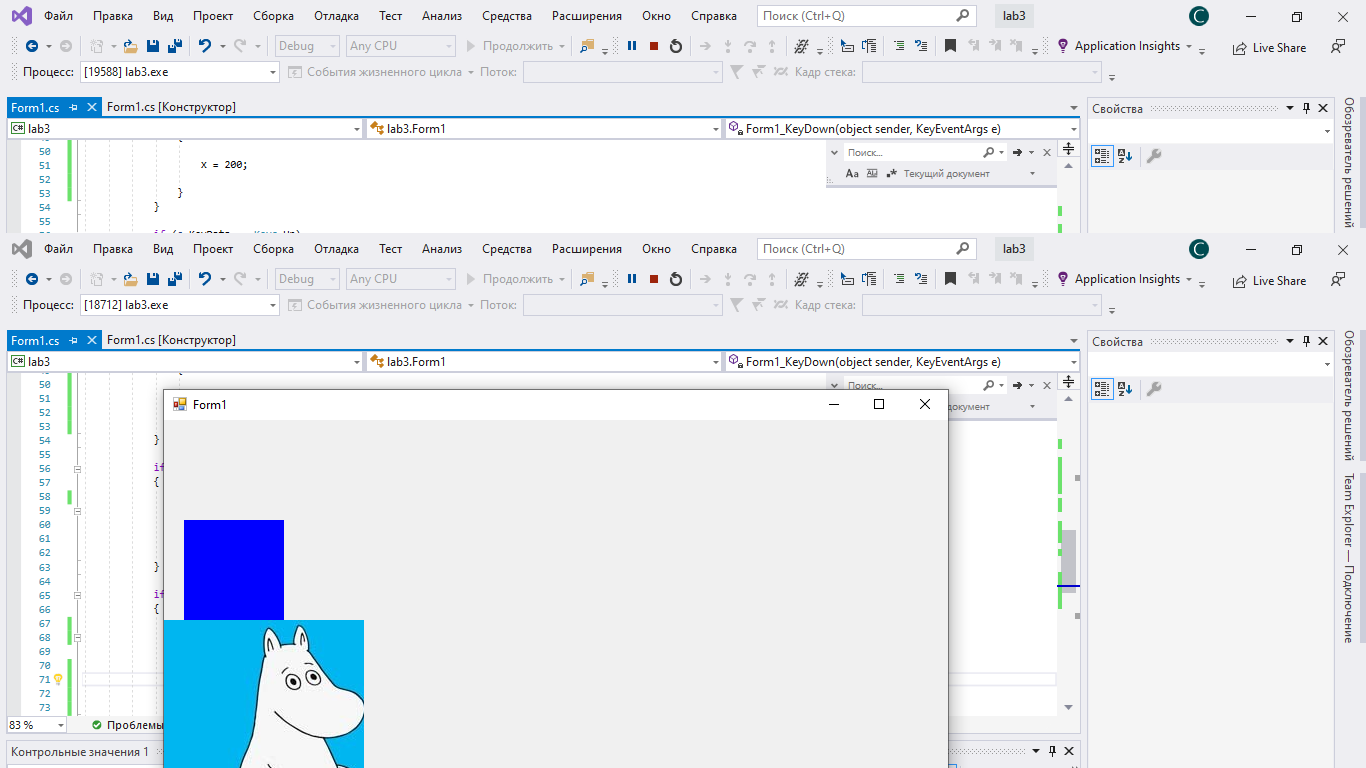 Файл Правка Вид Проект Сборка Отладка Тест Анализ Средства Расширения Окно Справка Поиск (Ctrl+Q) lab3 C
Debug Any CPU Продолжить Application Insights Live Share
Процесс: [19588] lab3.exe События жизненного цикла Поток: Кадр стека:
Form1.cs Form1.cs [Конструктор] Свойства
C# lab3 lab3.Form1 Form1_KeyDown(object sender, KeyEventArgs e)
50 Поиск...
51 x = 200;
52 Aa Ab Текущий документ
53 }
54 }
55
Обозреватель решений
Файл Правка Вид Проект Сборка Отладка Тест Анализ Средства Расширения Окно Справка Поиск (Ctrl+Q) lab3 C
Debug Any CPU Продолжить Application Insights Live Share
Процесс: [18712] lab3.exe События жизненного цикла Поток: Кадр стека:
Form1.cs Form1.cs [Конструктор] Свойства
C# lab3 lab3.Form1 Form1_KeyDown(object sender, KeyEventArgs e)
50 Поиск...
51 Form1
52 документ
53
54 }
55
56 if
57 {
58
59
60
61
62
63 }
64
65 if
66 {
67
68
69
70
71
72
73
83 % Проблемы
Контрольные значения 1
Обозреватель решений
Team Explorer — Подключение